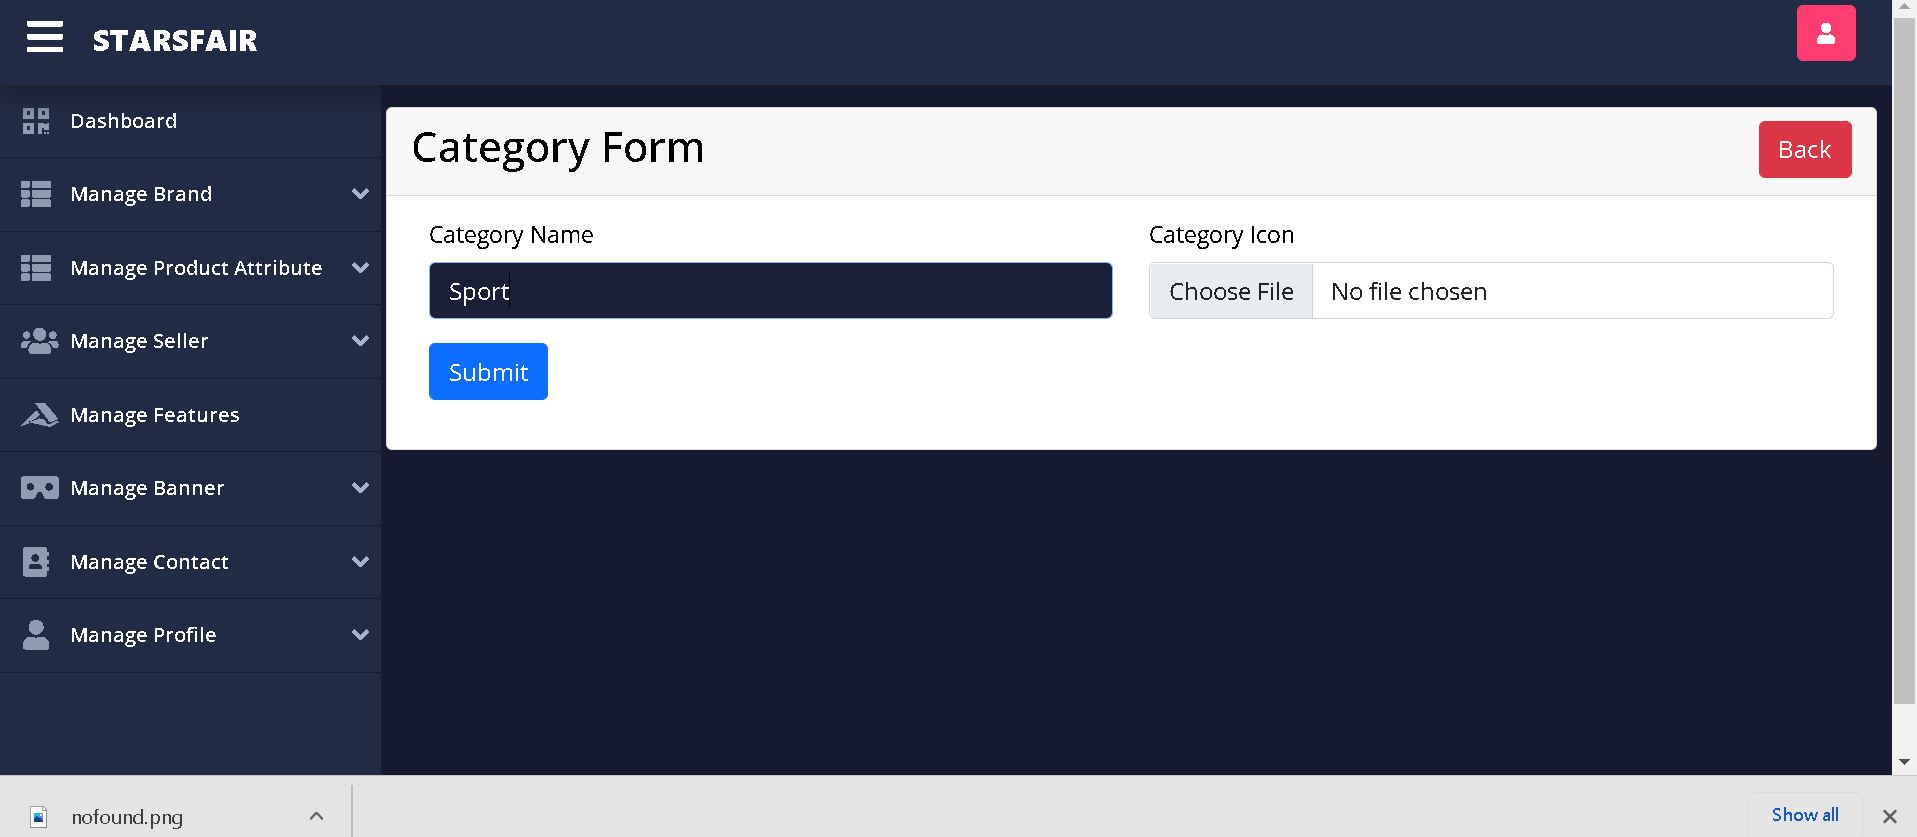 STARSFAIR
Dashboard
Manage Brand
Manage Product Attribute
Manage Seller
Manage Features
Manage Banner
Manage Contact
Manage Profile
Category Form
Back
Category Name
Category Icon
Sport
Choose File No file chosen
Submit
nofound.png
Show all